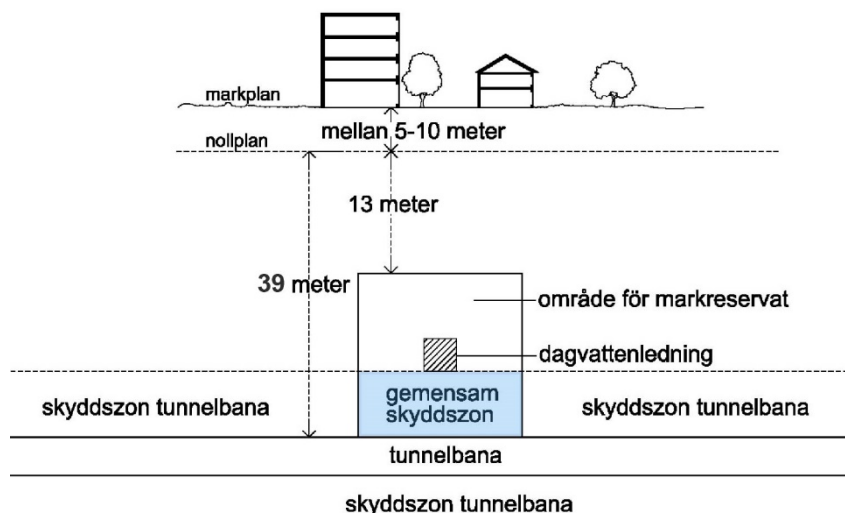 markplan
mellan 5-10 meter
nollplan
13 meter
39 meter
område för markreservat
dagvattenledning
skyddszon tunnelbana
gemensam
skyddszon
skyddszon tunnelbana
tunnelbana
skyddszon tunnelbana